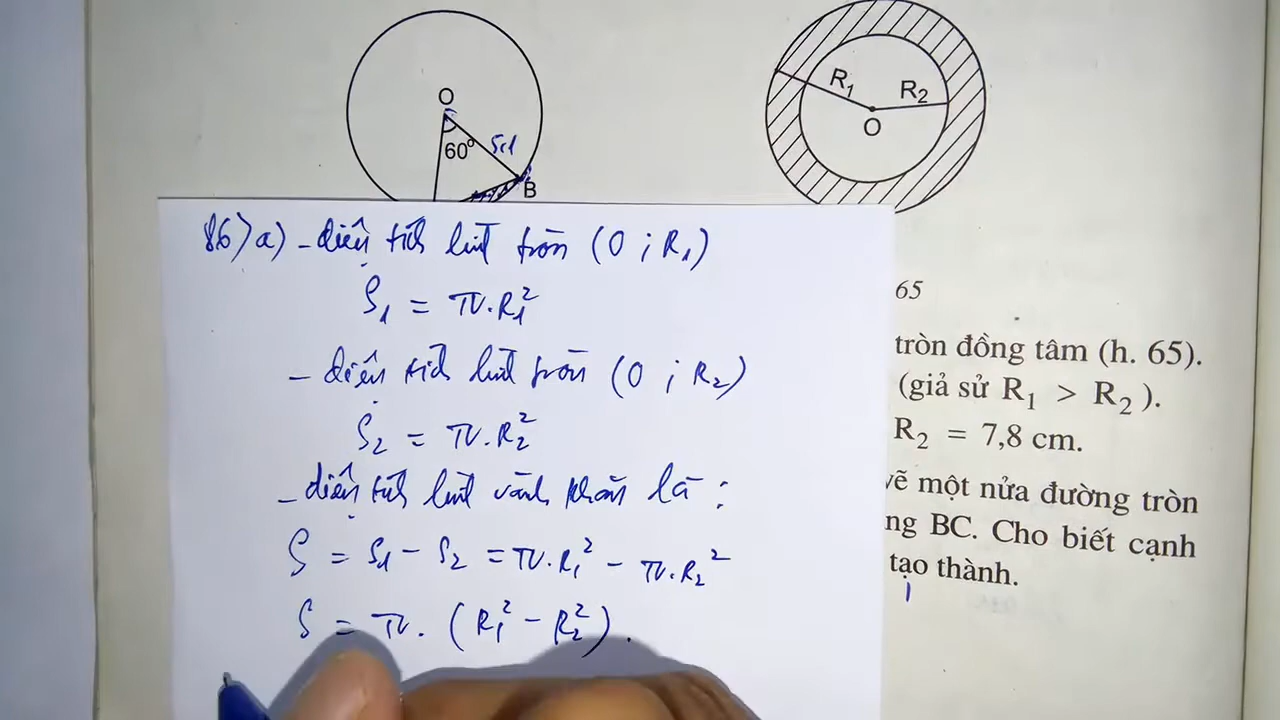 O
60°
5,1
B
R₁
R₂
O
86) a) - diện tích hình tròn (O ; R₁)
S₁ = π.R₁²
- diện tích hình tròn (O ; R₂)
S₂ = π.R₂²
- diện tích hình vành khăn là :
S = S₁ - S₂ = π.R₁² - π.R₂²
S = π. (R₁² - R₂²).
65
tròn đồng tâm (h. 65).
(giả sử R₁ > R₂ ).
R₂ = 7,8 cm.
vẽ một nửa đường tròn
ng BC. Cho biết cạnh
tạo thành.